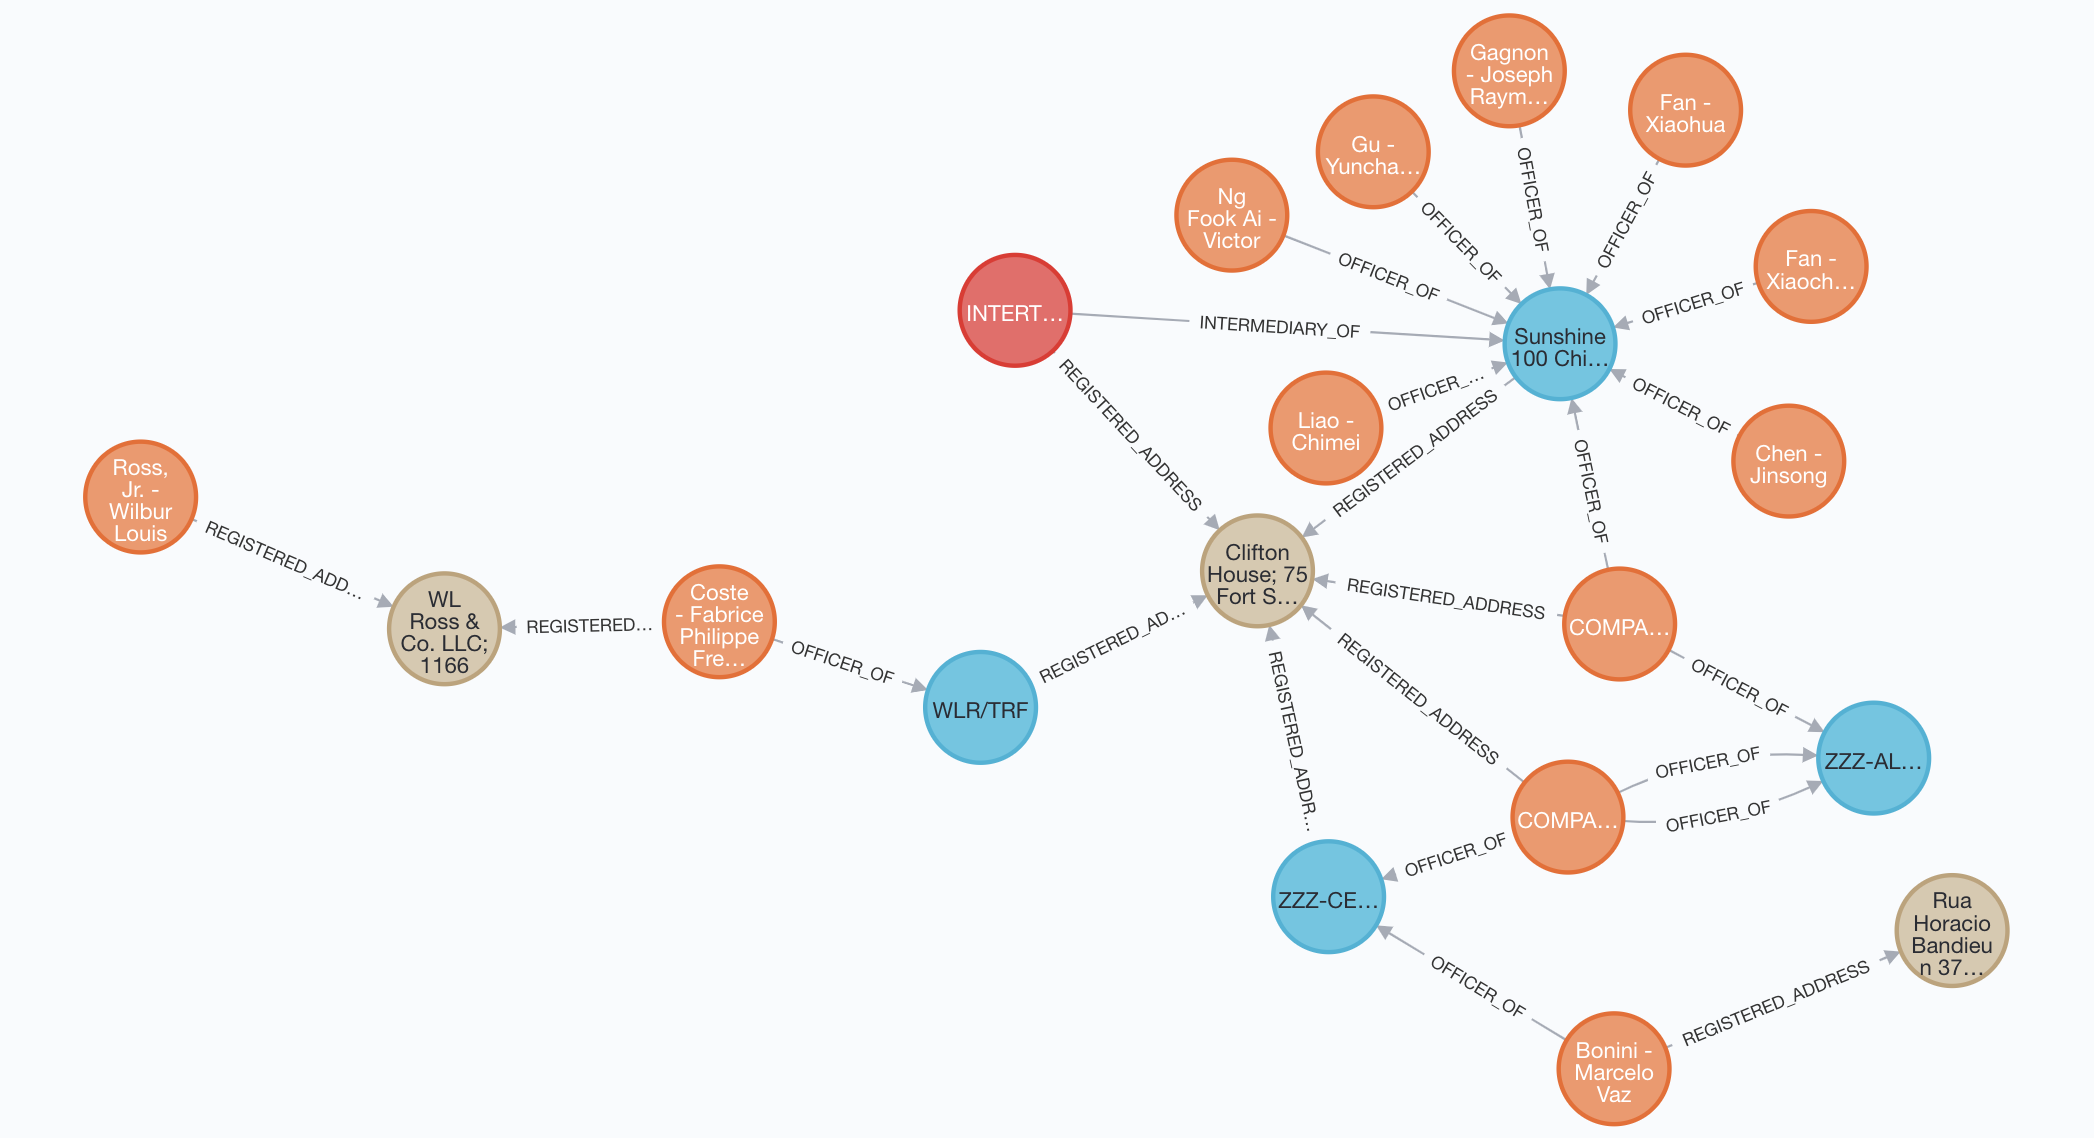 Gagnon
- Joseph
Raym…
Fan -
Xiaohua
Gu -
Yuncha…
Ng
Fook Ai -
Victor
Fan -
Xiaoch…
INTERT…
Sunshine
100 Chi…
Liao -
Chimei
Chen -
Jinsong
OFFICER_OF
OFFICER_OF
OFFICER_OF
OFFICER_OF
OFFICER_OF
INTERMEDIARY_OF
OFFICER_…
OFFICER_OF
REGISTERED_ADDRESS
REGISTERED_ADDRESS
OFFICER_OF
Ross,
Jr. -
Wilbur
Louis
REGISTERED_ADD…
WL
Ross &
Co. LLC;
1166
REGISTERED…
Coste
- Fabrice
Philippe
Fre…
OFFICER_OF
WLR/TRF
REGISTERED_AD…
Clifton
House; 75
Fort S…
REGISTERED_ADDRESS
COMPA…
OFFICER_OF
REGISTERED_ADDRESS
REGISTERED_ADDR…
ZZZ-AL…
OFFICER_OF
OFFICER_OF
COMPA…
OFFICER_OF
ZZZ-CE…
OFFICER_OF
Rua
Horacio
Bandieu
n 37…
REGISTERED_ADDRESS
Bonini -
Marcelo
Vaz